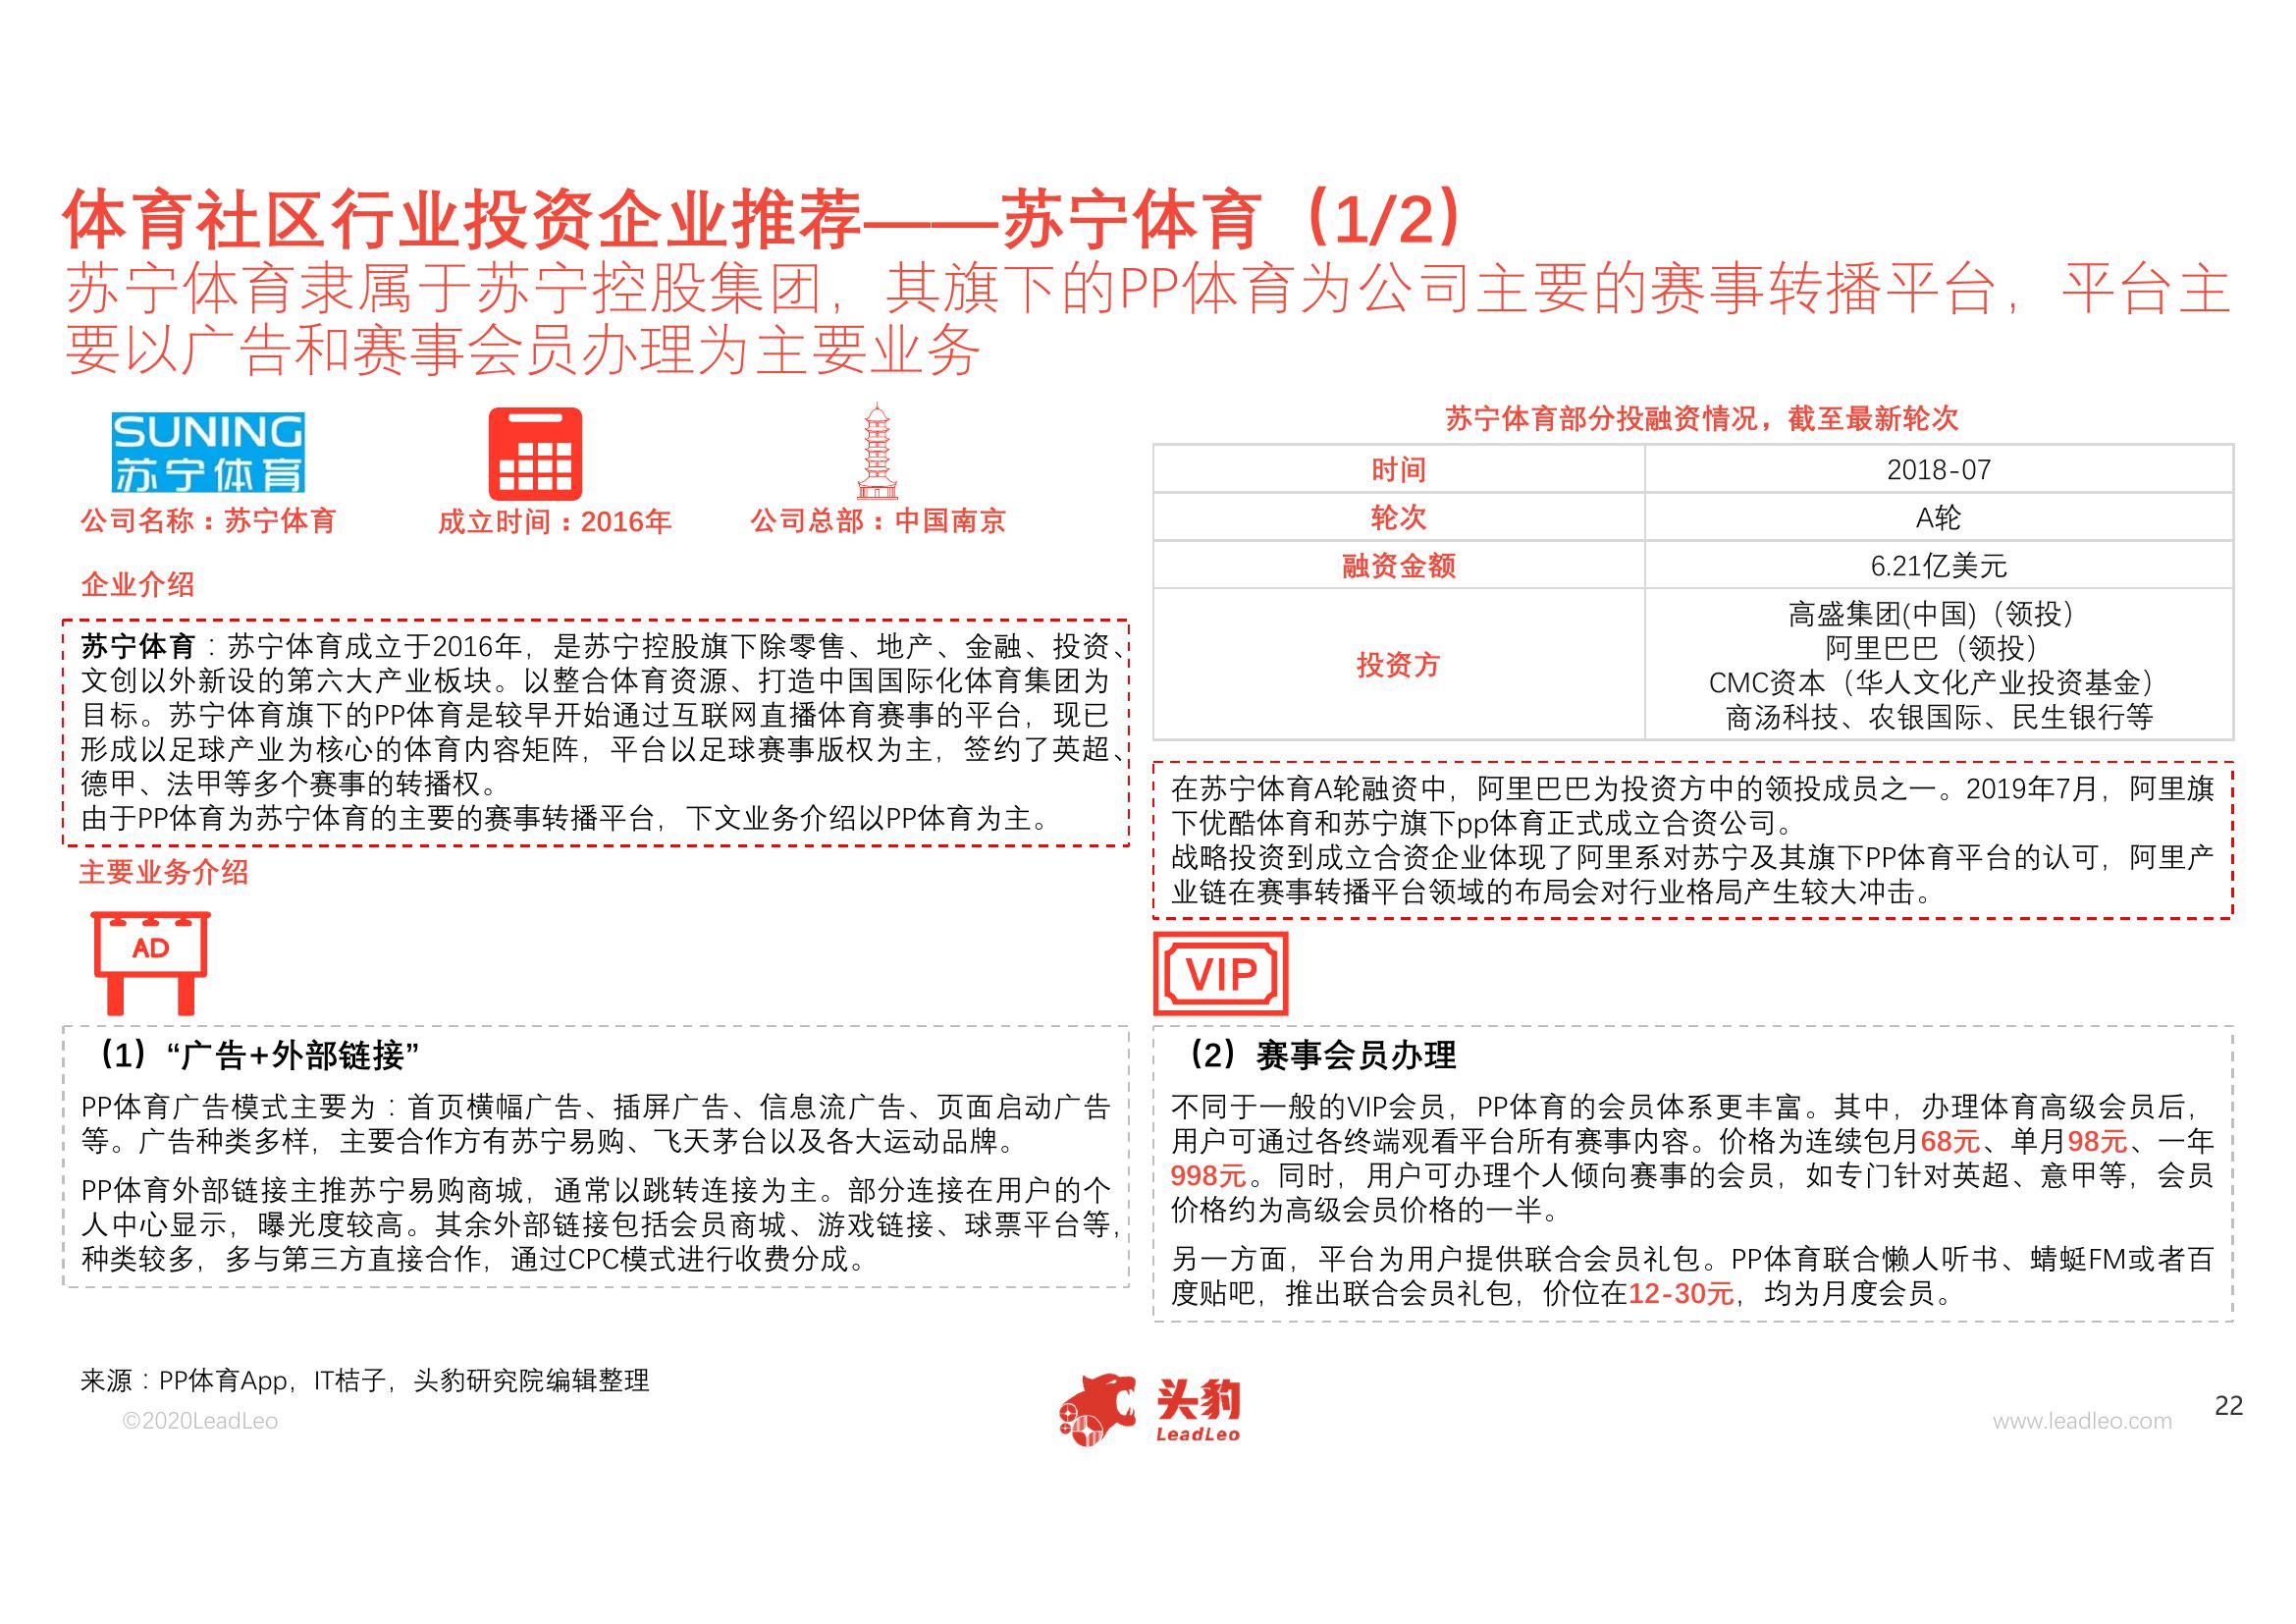 体育社区行业投资企业推荐——苏宁体育（1/2）
苏宁体育隶属于苏宁控股集团，其旗下的PP体育为公司主要的赛事转播平台，平台主
要以广告和赛事会员办理为主要业务
SUNING
苏宁体育
公司名称：苏宁体育
成立时间：2016年
公司总部：中国南京
企业介绍
苏宁体育：苏宁体育成立于2016年，是苏宁控股旗下除零售、地产、金融、投资、
文创以外新设的第六大产业板块。以整合体育资源、打造中国国际化体育集团为
目标。苏宁体育旗下的PP体育是较早开始通过互联网直播体育赛事的平台，现已
形成以足球产业为核心的体育内容矩阵，平台以足球赛事版权为主，签约了英超、
德甲、法甲等多个赛事的转播权。
由于PP体育为苏宁体育的主要的赛事转播平台，下文业务介绍以PP体育为主。
苏宁体育部分投融资情况，截至最新轮次
时间 2018-07
轮次 A轮
融资金额 6.21亿美元
投资方
高盛集团(中国)（领投）
阿里巴巴（领投）
CMC资本（华人文化产业投资基金）
商汤科技、农银国际、民生银行等
在苏宁体育A轮融资中，阿里巴巴为投资方中的领投成员之一。2019年7月，阿里旗
下优酷体育和苏宁旗下pp体育正式成立合资公司。
战略投资到成立合资企业体现了阿里系对苏宁及其旗下PP体育平台的认可，阿里产
业链在赛事转播平台领域的布局会对行业格局产生较大冲击。
主要业务介绍
AD
（1）“广告+外部链接”
PP体育广告模式主要为：首页横幅广告、插屏广告、信息流广告、页面启动广告
等。广告种类多样，主要合作方有苏宁易购、飞天茅台以及各大运动品牌。
PP体育外部链接主推苏宁易购商城，通常以跳转连接为主。部分连接在用户的个
人中心显示，曝光度较高。其余外部链接包括会员商城、游戏链接、球票平台等，
种类较多，多与第三方直接合作，通过CPC模式进行收费分成。
VIP
（2）赛事会员办理
不同于一般的VIP会员，PP体育的会员体系更丰富。其中，办理体育高级会员后，
用户可通过各终端观看平台所有赛事内容。价格为连续包月68元、单月98元、一年
998元。同时，用户可办理个人倾向赛事的会员，如专门针对英超、意甲等，会员
价格约为高级会员价格的一半。
另一方面，平台为用户提供联合会员礼包。PP体育联合懒人听书、蜻蜓FM或者百
度贴吧，推出联合会员礼包，价位在12-30元，均为月度会员。
来源：PP体育App，IT桔子，头豹研究院编辑整理
©2020LeadLeo
头豹
LeadLeo
www.leadleo.com
22